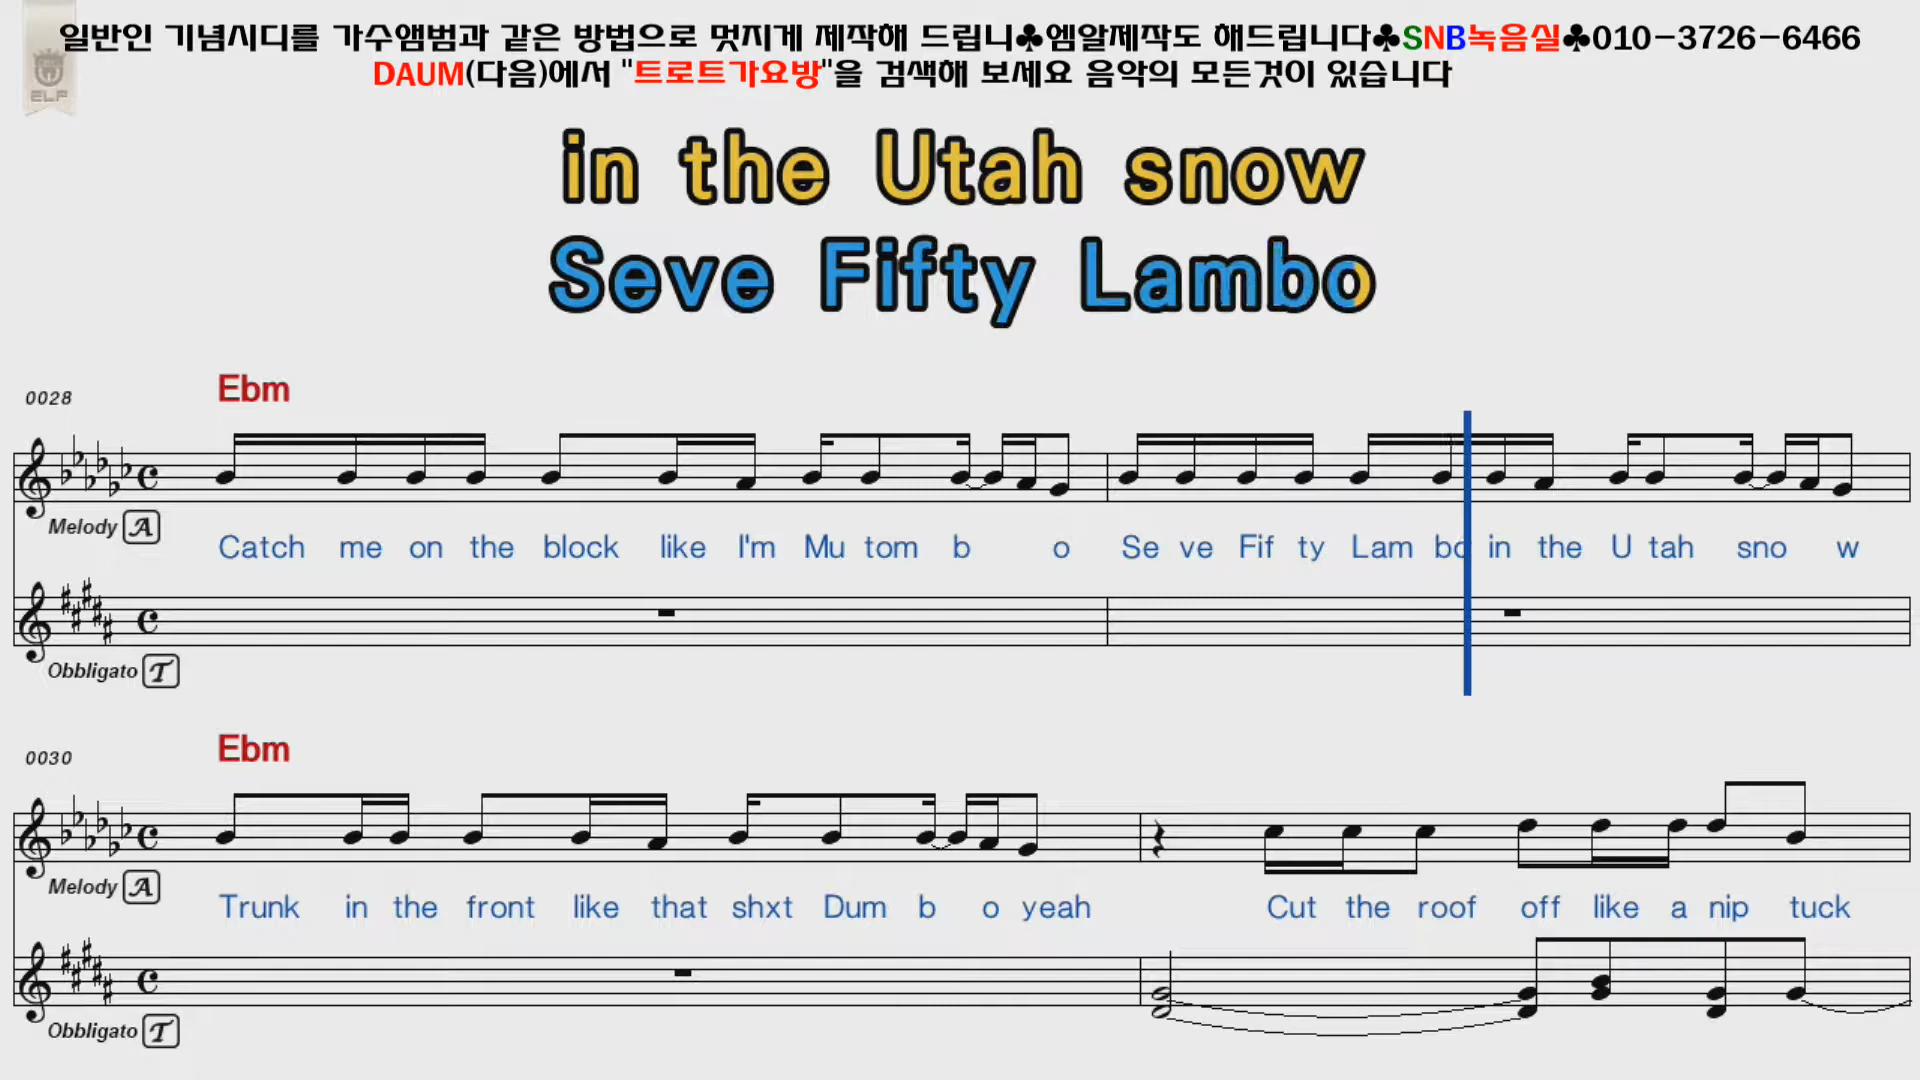 일반인 기념시디를 가수앰범과 같은 방법으로 멋지게 제작해 드립니♣엠알제작도 해드립니다♣SNB녹음실♣010-3726-6466
ELF
DAUM(다음)에서 "트로트가요방"을 검색해 보세요 음악의 모든것이 있습니다
in the Utah snow
Seve Fifty Lambo
0028
Ebm
Melody A
Catch me on the block like I'm Mu tom b o Se ve Fif ty Lam bo in the U tah sno w
Obbligato T
0030
Ebm
Melody A
Trunk in the front like that shxt Dum b o yeah Cut the roof off like a nip tuck
Obbligato T